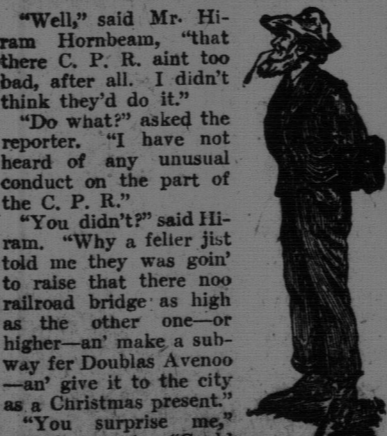 "Well," said Mr. Hi-
ram Hornbeam, "that
there C. P. R. aint too
bad, after all. I didn't
think they'd do it."
"Do what?" asked the
reporter. "I have not
heard of any unusual
conduct on the part of
the C. P. R."
"You didn't?" said Hi-
ram. "Why a feller jist
told me they was goin'
to raise that there noo
railroad bridge as high
as the other one—or
higher—an' make a sub-
way fer Doublas Avenoo
—an' give it to the city
as a Christmas present."
"You surprise me,"